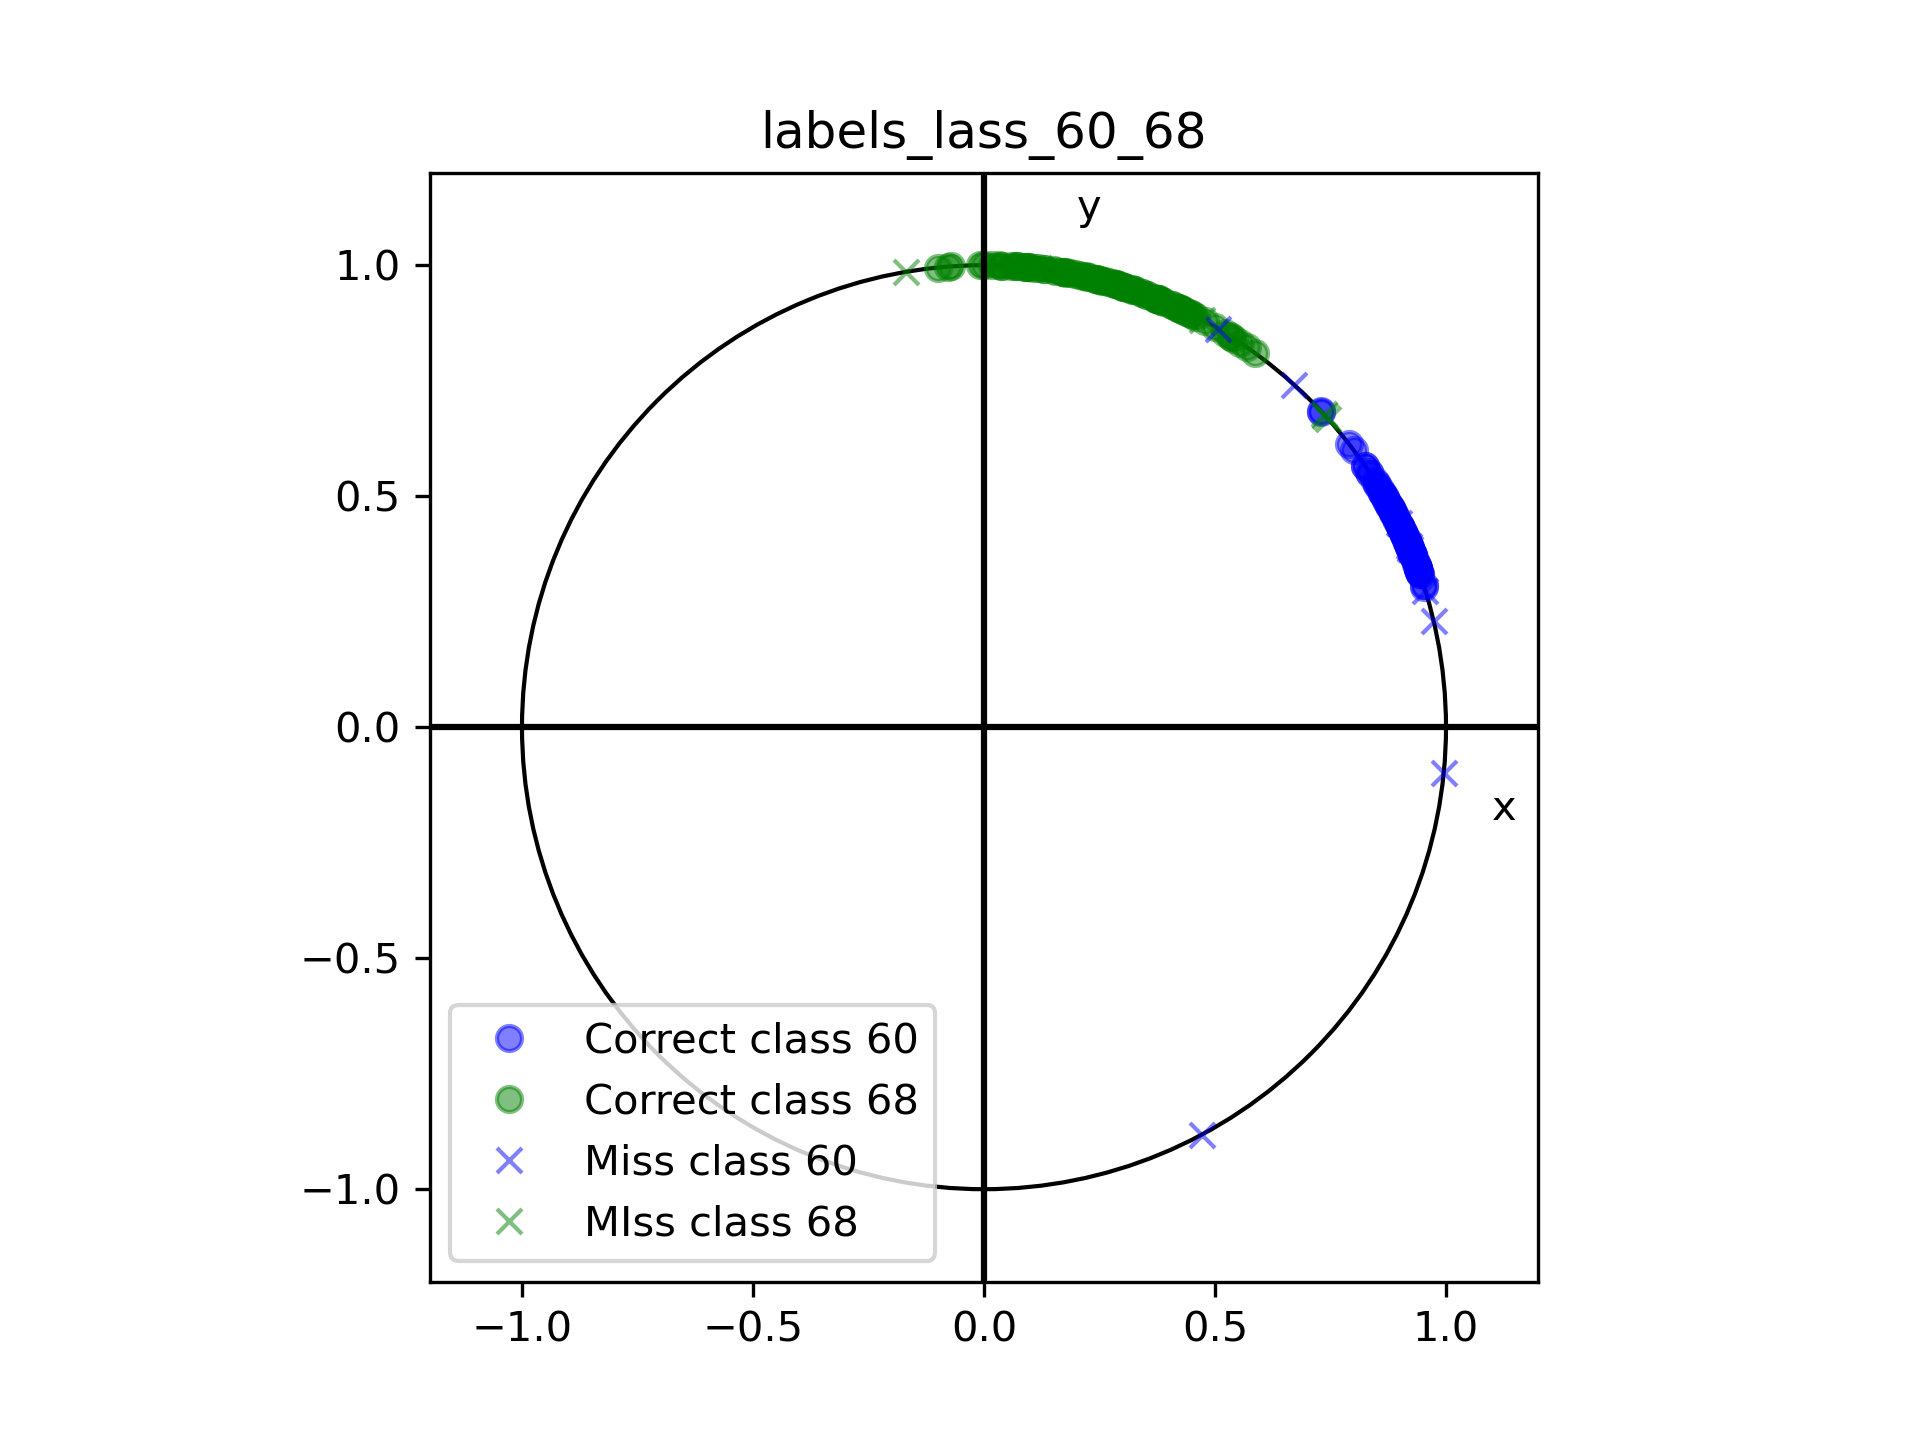 labels_lass_60_68
y
1.0
0.5
0.0
−0.5
−1.0
x
Correct class 60
Correct class 68
Miss class 60
MIss class 68
−1.0 −0.5 0.0 0.5 1.0